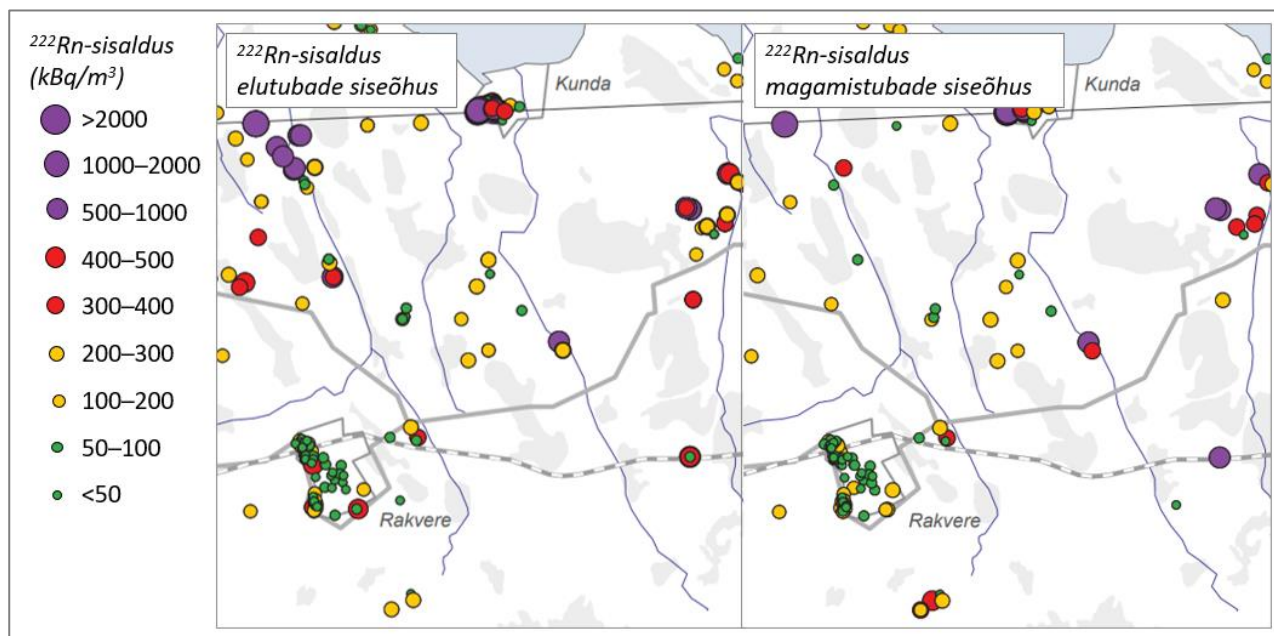 ²²²Rn-sisaldus
(kBq/m³)
>2000
1000–2000
500–1000
400–500
300–400
200–300
100–200
50–100
<50
²²²Rn-sisaldus
elutubade siseõhus
Kunda
Rakvere
²²²Rn-sisaldus
magamistubade siseõhus
Kunda
Rakvere